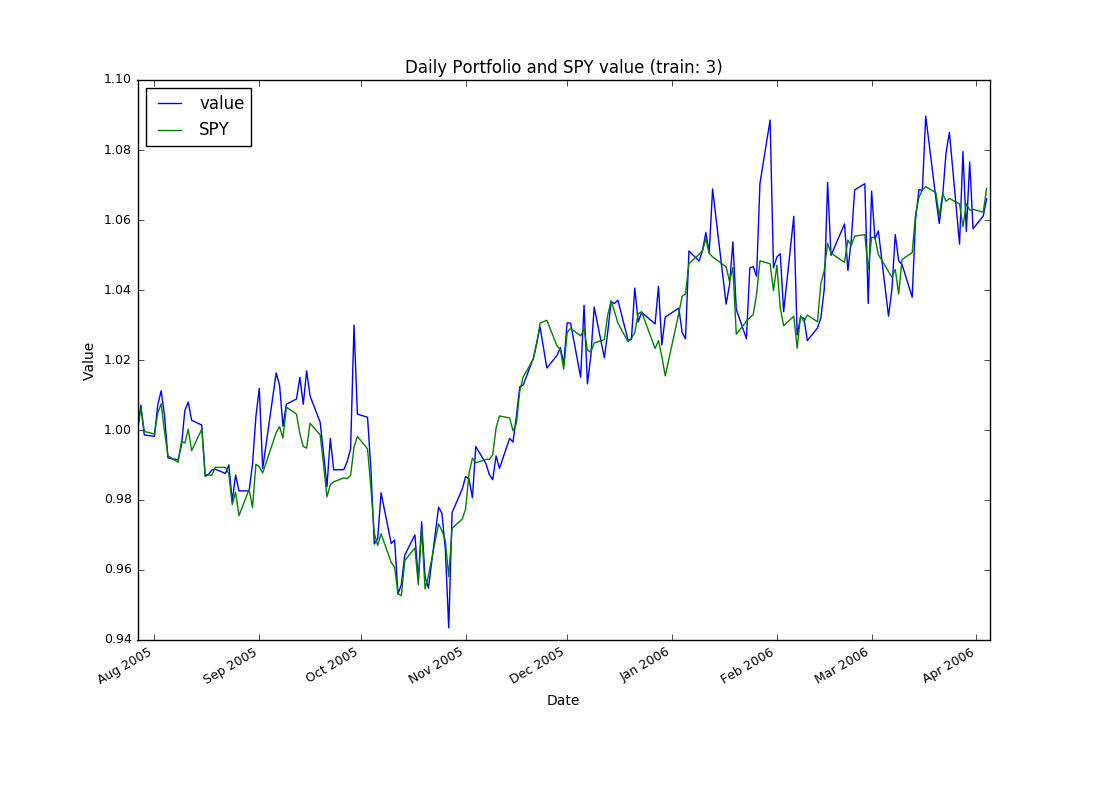 Daily Portfolio and SPY value (train: 3)
value
SPY
1.10
1.08
1.06
1.04
1.02
1.00
0.98
0.96
0.94
Value
Aug 2005
Sep 2005
Oct 2005
Nov 2005
Dec 2005
Jan 2006
Feb 2006
Mar 2006
Apr 2006
Date